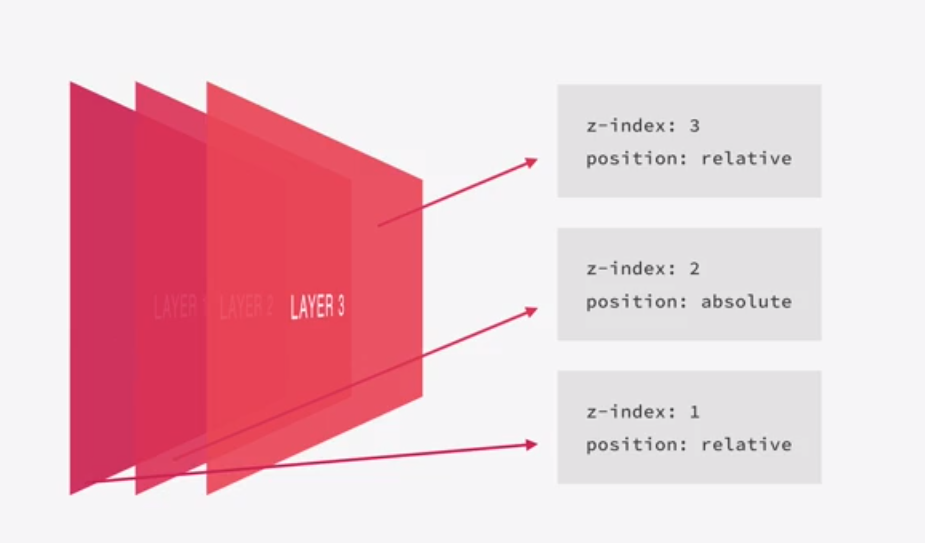 z-index: 3
position: relative
z-index: 2
position: absolute
LAYER 1 LAYER 2 LAYER 3
z-index: 1
position: relative